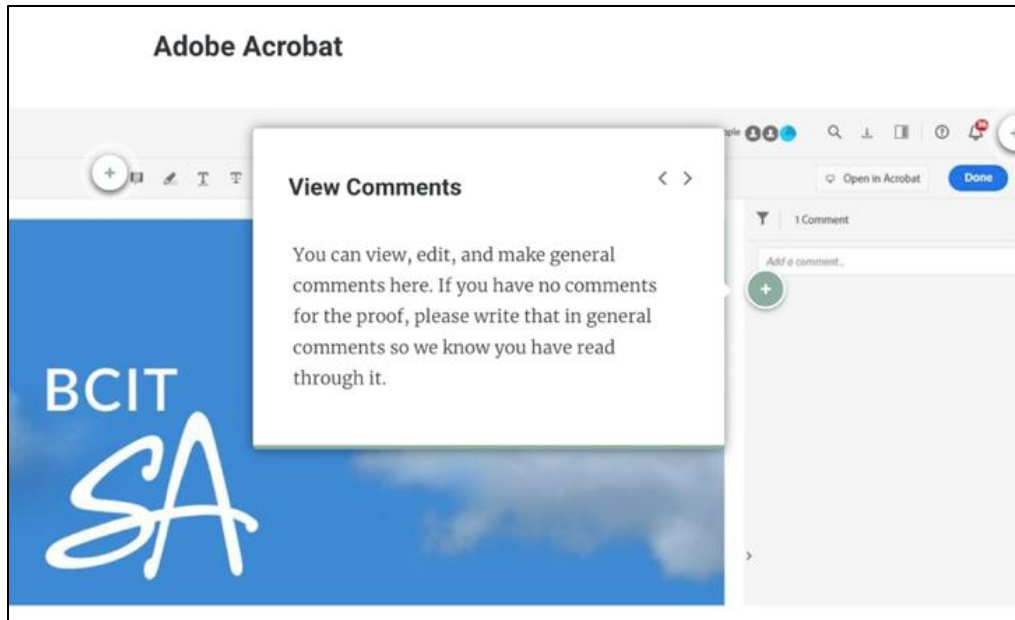 Adobe Acrobat
Open in Acrobat
Done
View Comments
1 Comment
Add a comment..
You can view, edit, and make general
comments here. If you have no comments
for the proof, please write that in general
comments so we know you have read
through it.
BCIT
SA